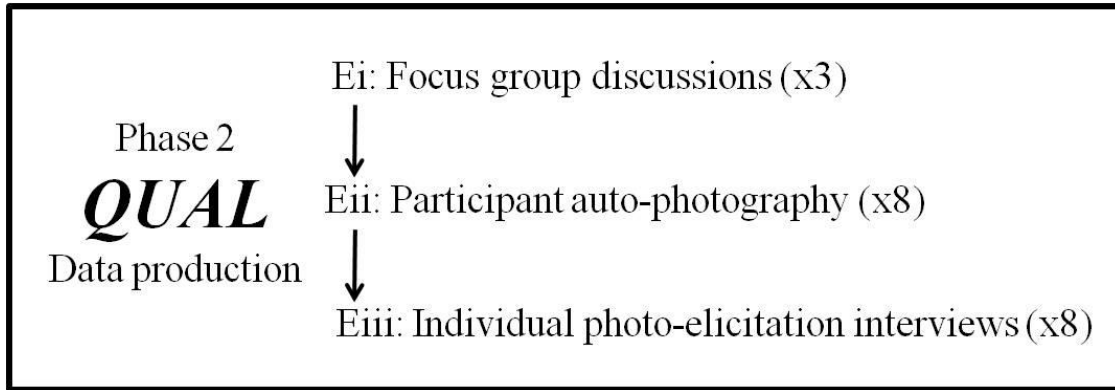 Phase 2
QUAL
Data production
Ei: Focus group discussions (x3)
Eii: Participant auto-photography (x8)
Eiii: Individual photo-elicitation interviews (x8)